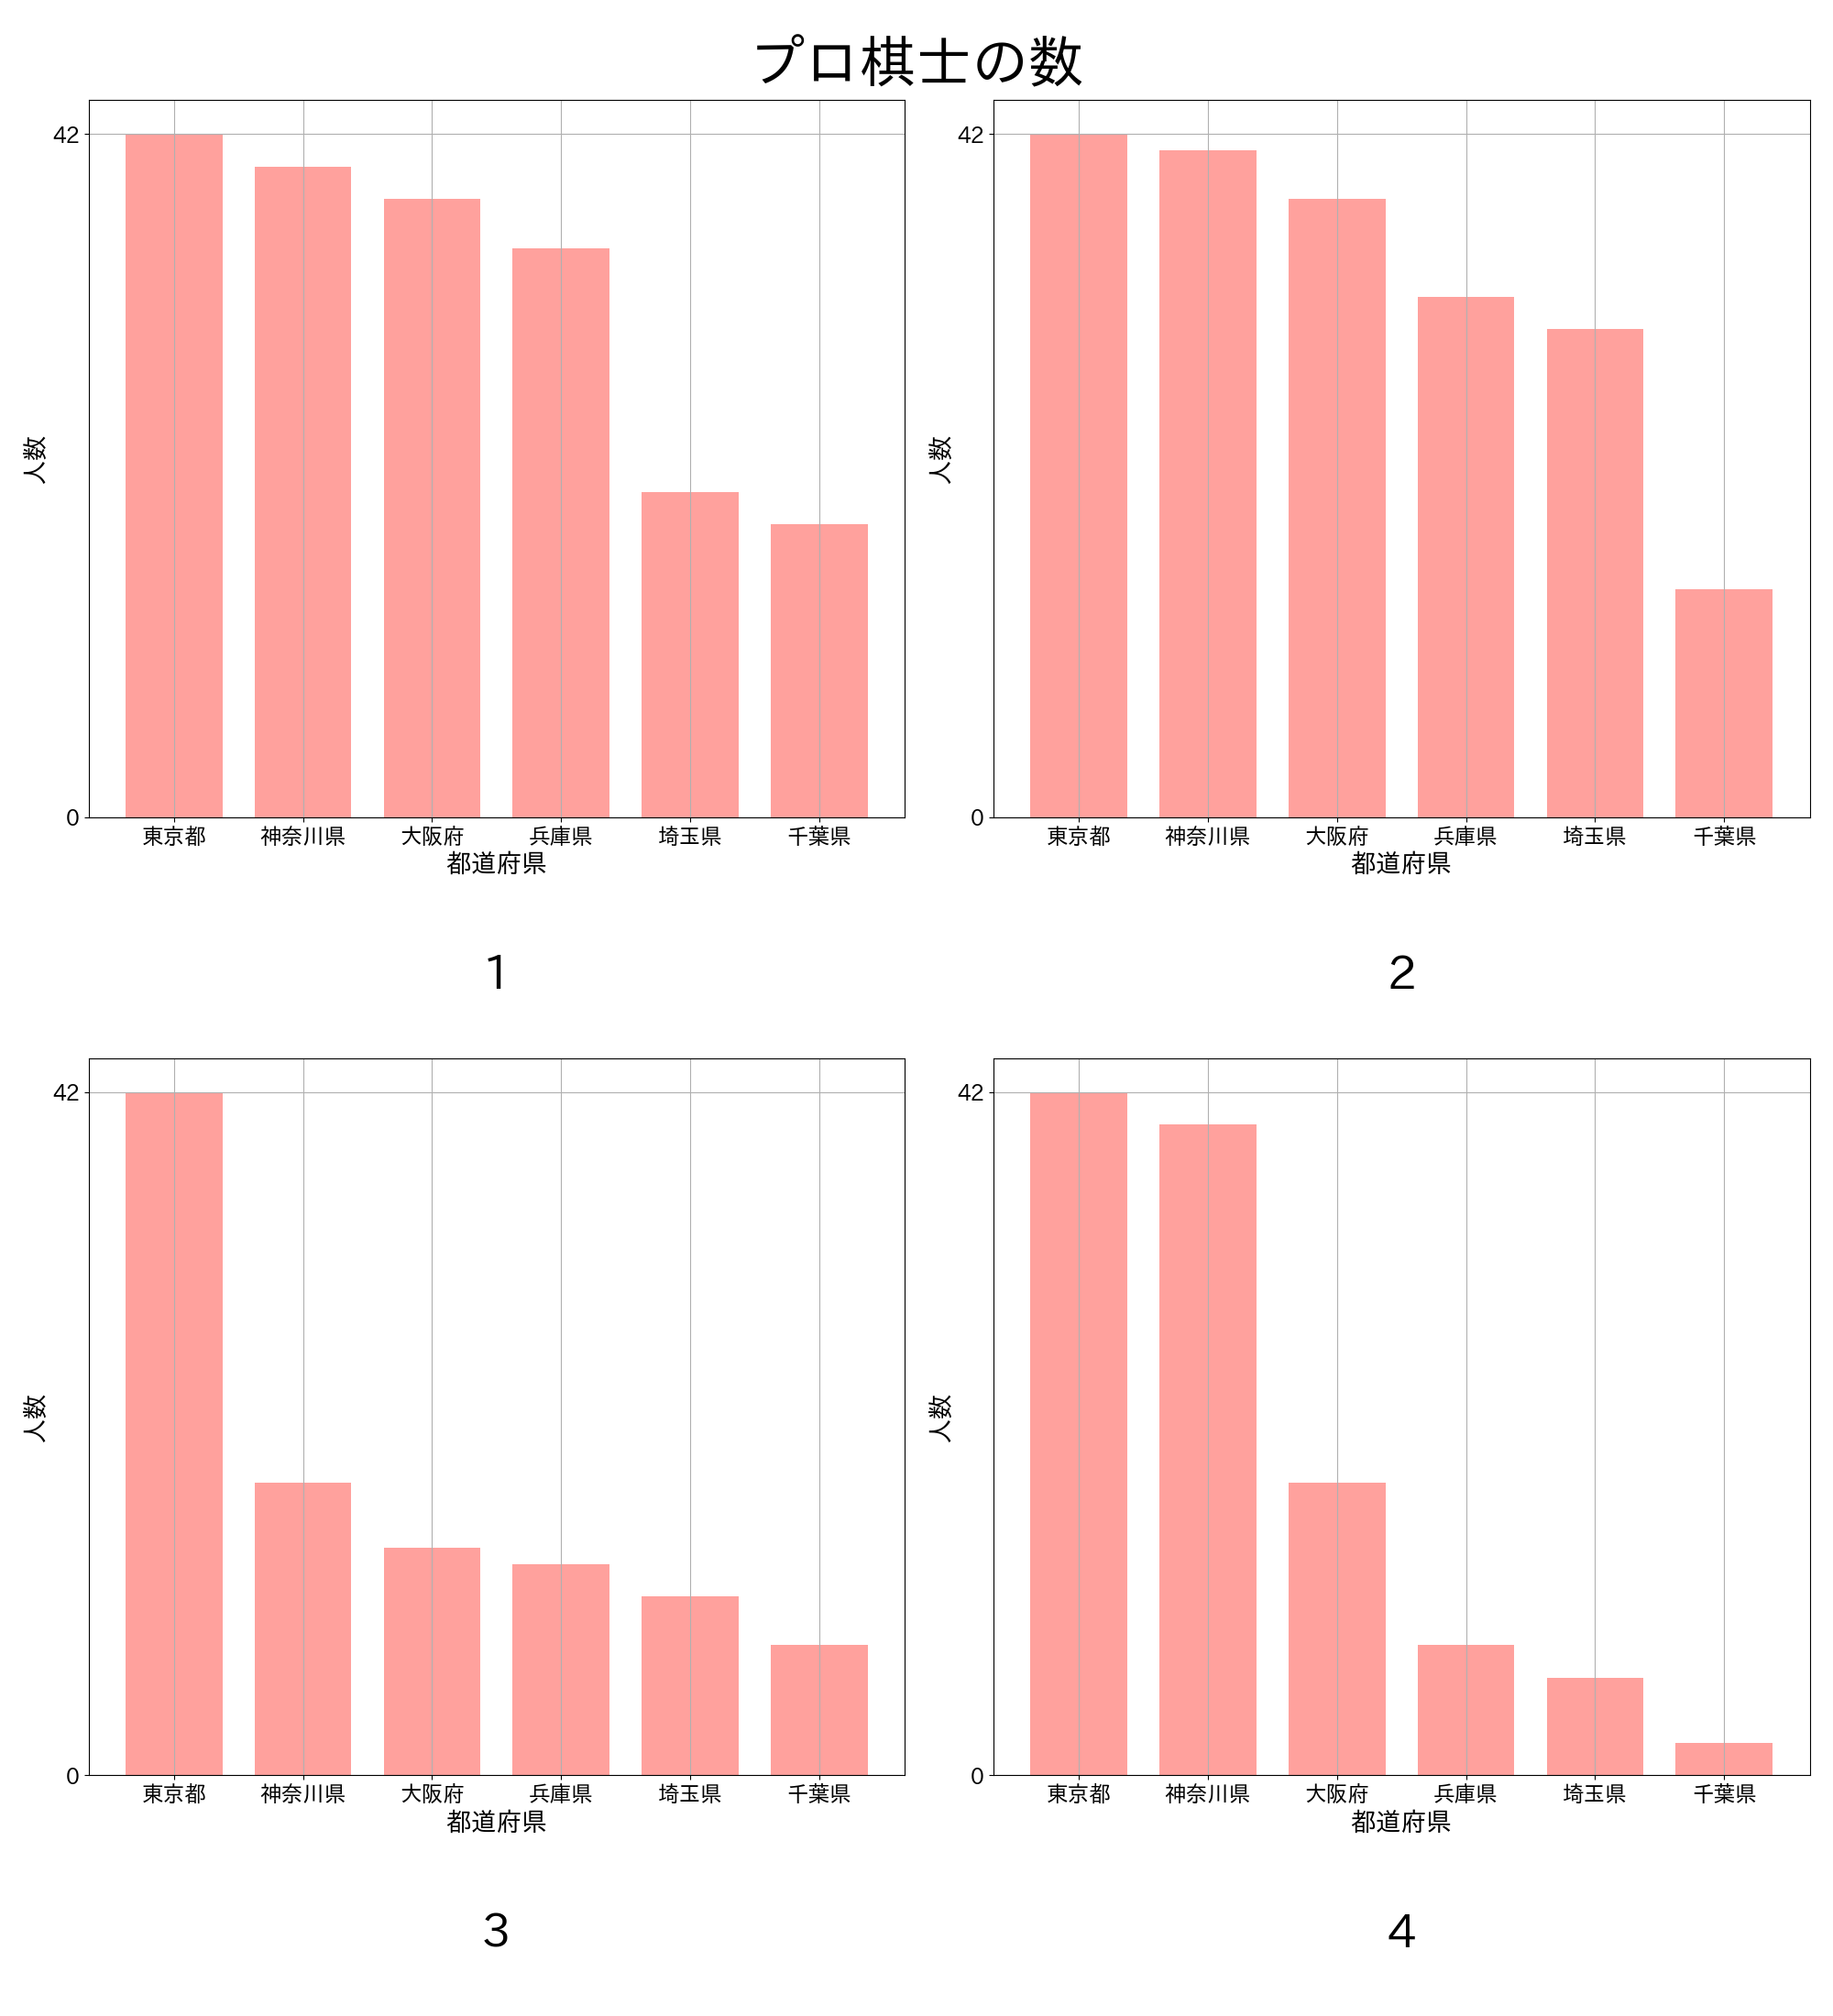 プロ棋士の数
42
0
人数
東京都 神奈川県 大阪府 兵庫県 埼玉県 千葉県
都道府県
1
42
0
人数
東京都 神奈川県 大阪府 兵庫県 埼玉県 千葉県
都道府県
2
42
0
人数
東京都 神奈川県 大阪府 兵庫県 埼玉県 千葉県
都道府県
3
42
0
人数
東京都 神奈川県 大阪府 兵庫県 埼玉県 千葉県
都道府県
4